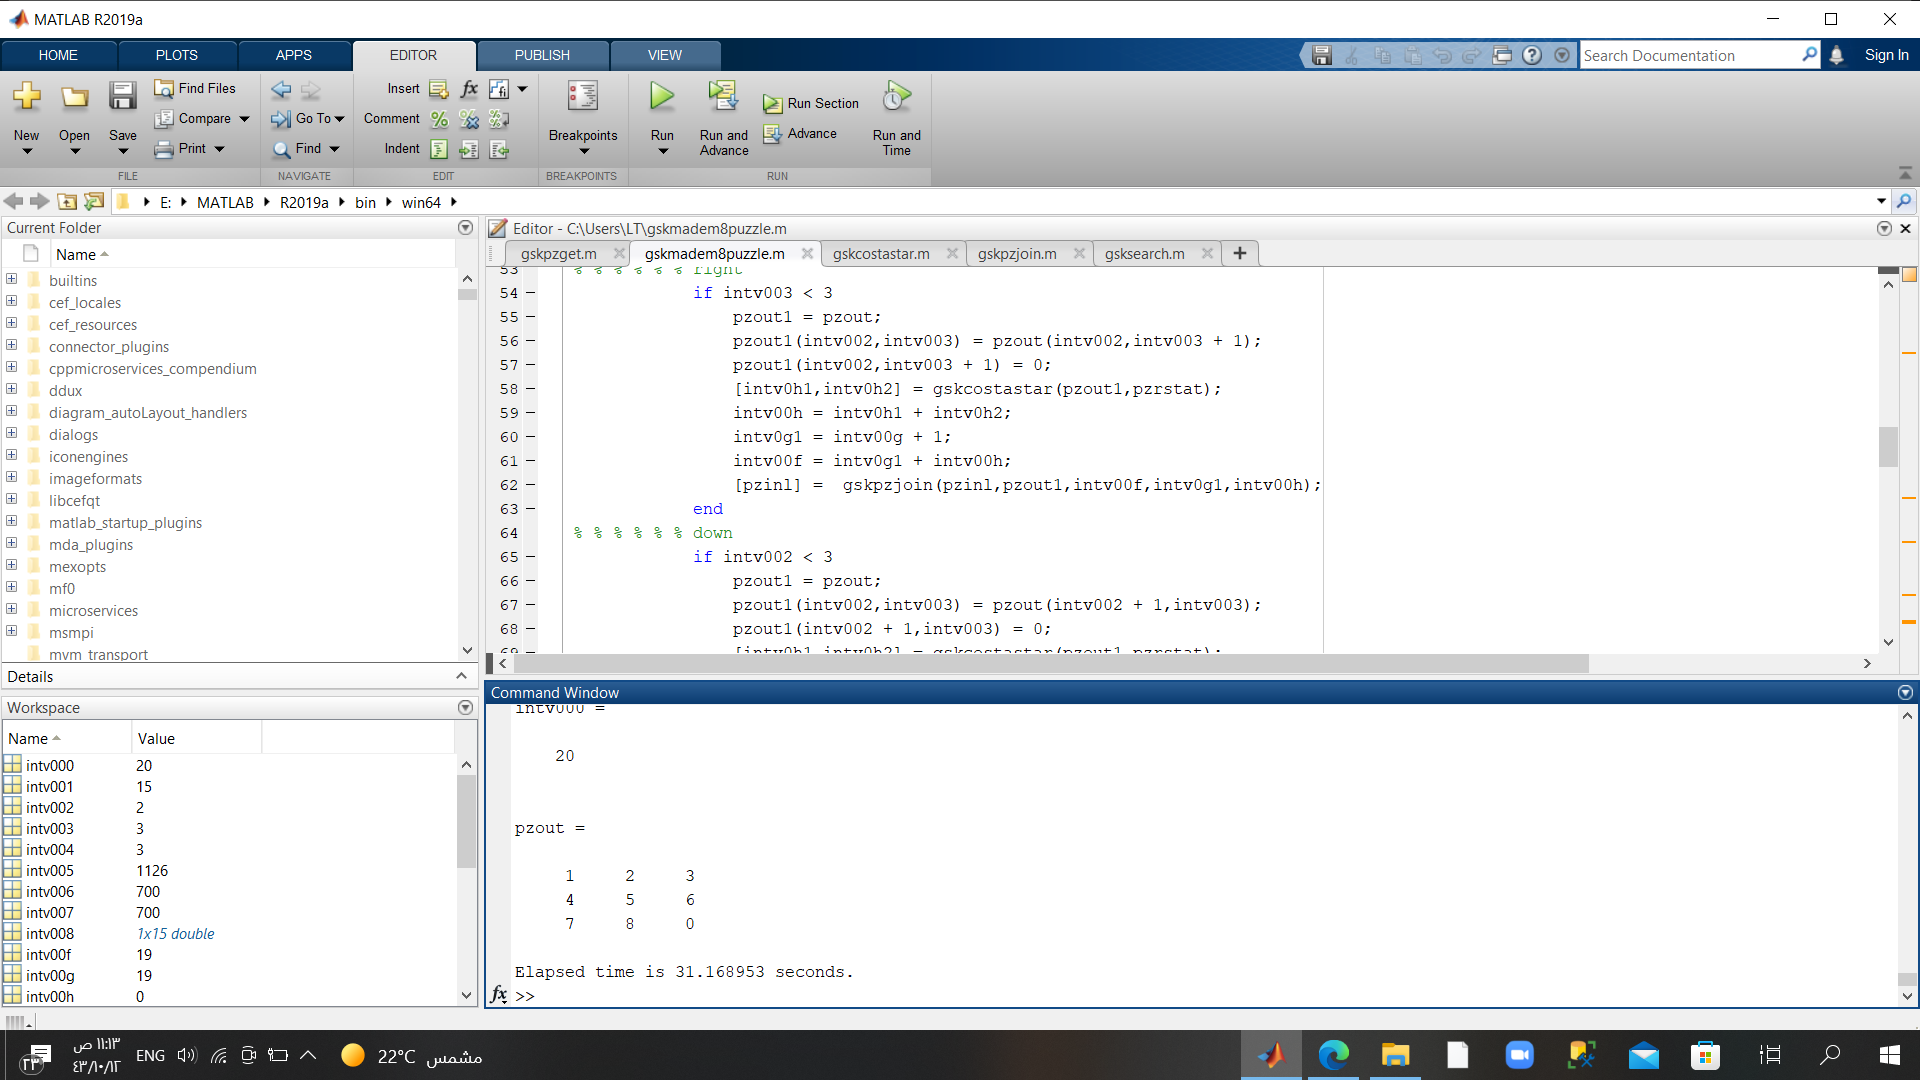 MATLAB R2019a
HOME PLOTS APPS EDITOR PUBLISH VIEW
Search Documentation
Sign In
New
Open
Save
Find Files
Compare
Print
FILE
Go To
Find
NAVIGATE
Insert
Comment
Indent
EDIT
Breakpoints
BREAKPOINTS
Run
Run and Advance
Run Section
Advance
Run and Time
RUN
E: MATLAB R2019a bin win64
Current Folder
Name
builtins
cef_locales
cef_resources
connector_plugins
cppmicroservices_compendium
ddux
diagram_autoLayout_handlers
dialogs
iconengines
imageformats
libcefqt
matlab_startup_plugins
mda_plugins
mexopts
mf0
microservices
msmpi
mvm_transport
Details
Workspace
Name Value
intv000 20
intv001 15
intv002 2
intv003 3
intv004 3
intv005 1126
intv006 700
intv007 700
intv008 1x15 double
intv00f 19
intv00g 19
intv00h 0
Editor - C:\Users\LT\gskmadem8puzzle.m
gskpzget.m gskmadem8puzzle.m gskcostastar.m gskpzjoin.m gsksearch.m
53 % % % % % % right
54 if intv003 < 3
55 pzout1 = pzout;
56 pzout1(intv002,intv003) = pzout(intv002,intv003 + 1);
57 pzout1(intv002,intv003 + 1) = 0;
58 [intv0h1,intv0h2] = gskcostastar(pzout1,pzrstat);
59 intv00h = intv0h1 + intv0h2;
60 intv0g1 = intv00g + 1;
61 intv00f = intv0g1 + intv00h;
62 [pzinl] =  gskpzjoin(pzinl,pzout1,intv00f,intv0g1,intv00h);
63 end
64 % % % % % % down
65 if intv002 < 3
66 pzout1 = pzout;
67 pzout1(intv002,intv003) = pzout(intv002 + 1,intv003);
68 pzout1(intv002 + 1,intv003) = 0;
69 [intv0h1,intv0h2] = gskcostastar(pzout1,pzrstat);
Command Window
intv000 =
20
pzout =
1 2 3
4 5 6
7 8 0
Elapsed time is 31.168953 seconds.
fx >>
١١:١٣ ص
٤٣/١٠/١٢
ENG
22°C مشمس
٢٣